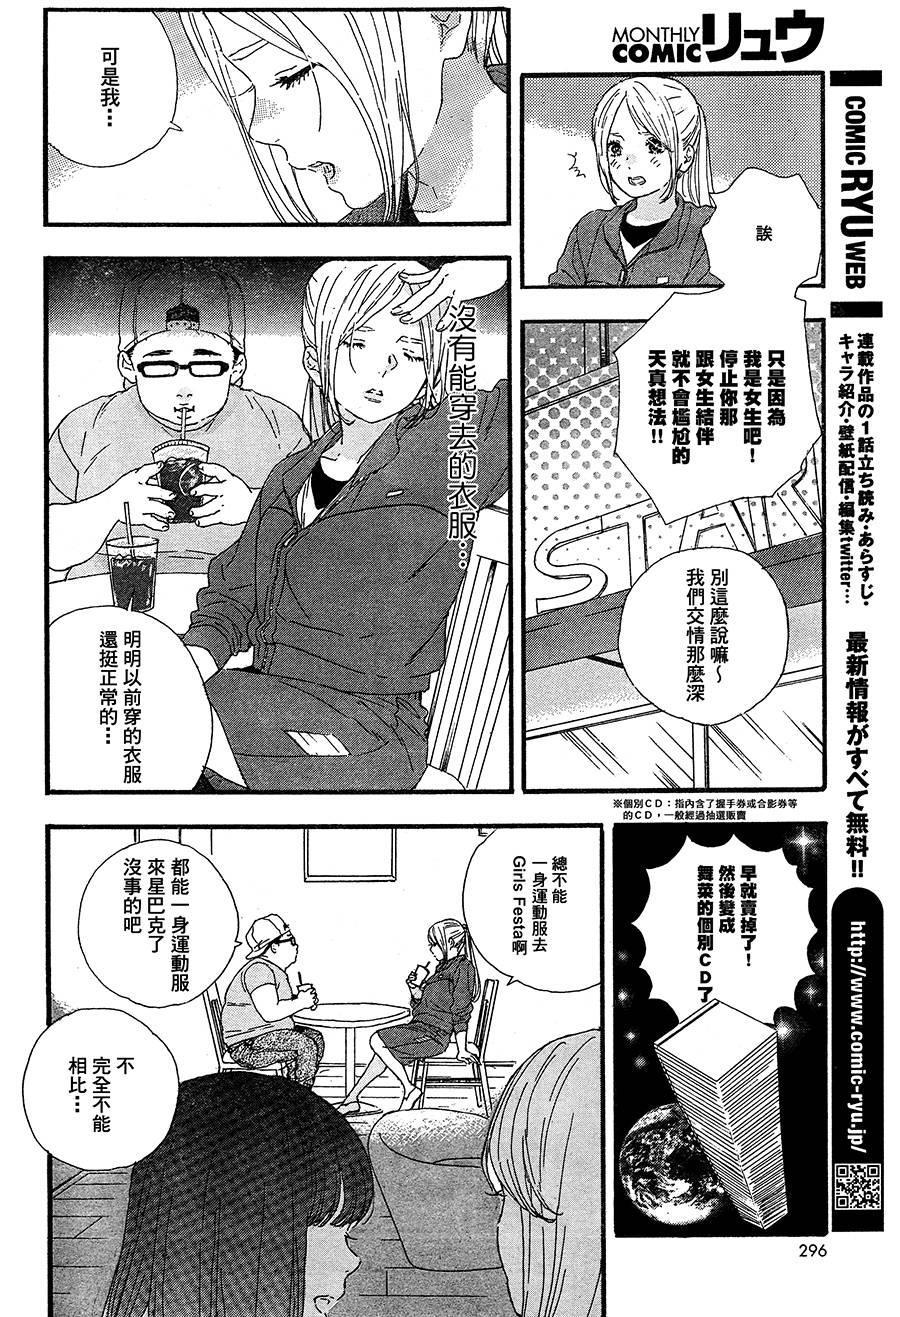 MONTHLY
COMICリュウ
誒
只是因為
我是女生吧！
停止你那
跟女生結伴
就不會尷尬的
天真想法!!
STAR
別這麼說嘛～
我們交情那麼深
可是我…
沒有能穿去的衣服…
明明以前穿的衣服
還挺正常的…
※個別ＣＤ：指內含了握手券或合影券等
的ＣＤ，一般經過抽選販賣
早就賣掉了！
然後變成
舞菜的個別ＣＤ了
總不能
一身運動服去
Girls Festa啊
都能一身運動服
來星巴克了
沒事的吧
不
完全不能
相比…
COMIC RYU WEB
連載作品の1話立ち読み・あらすじ・
キャラ紹介・壁紙配信・編集twitter…
最新情報がすべて無料!!
http://www.comic-ryu.jp/
296